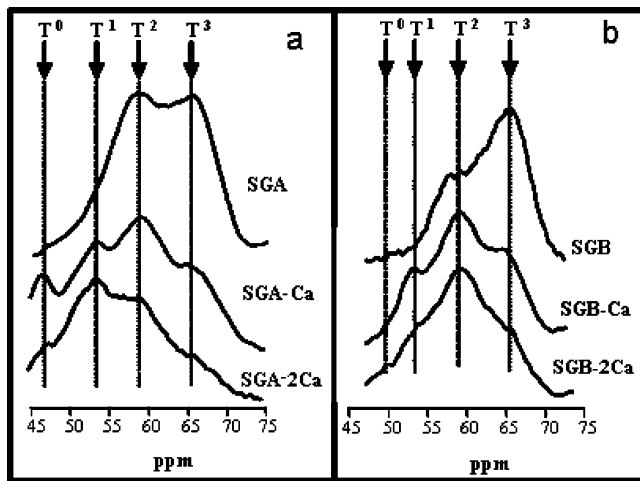 T⁰ T¹ T² T³ a
SGA
SGA-Ca
SGA-2Ca
45 50 55 60 65 70 75
ppm
T⁰ T¹ T² T³ b
SGB
SGB-Ca
SGB-2Ca
45 50 55 60 65 70 75
ppm